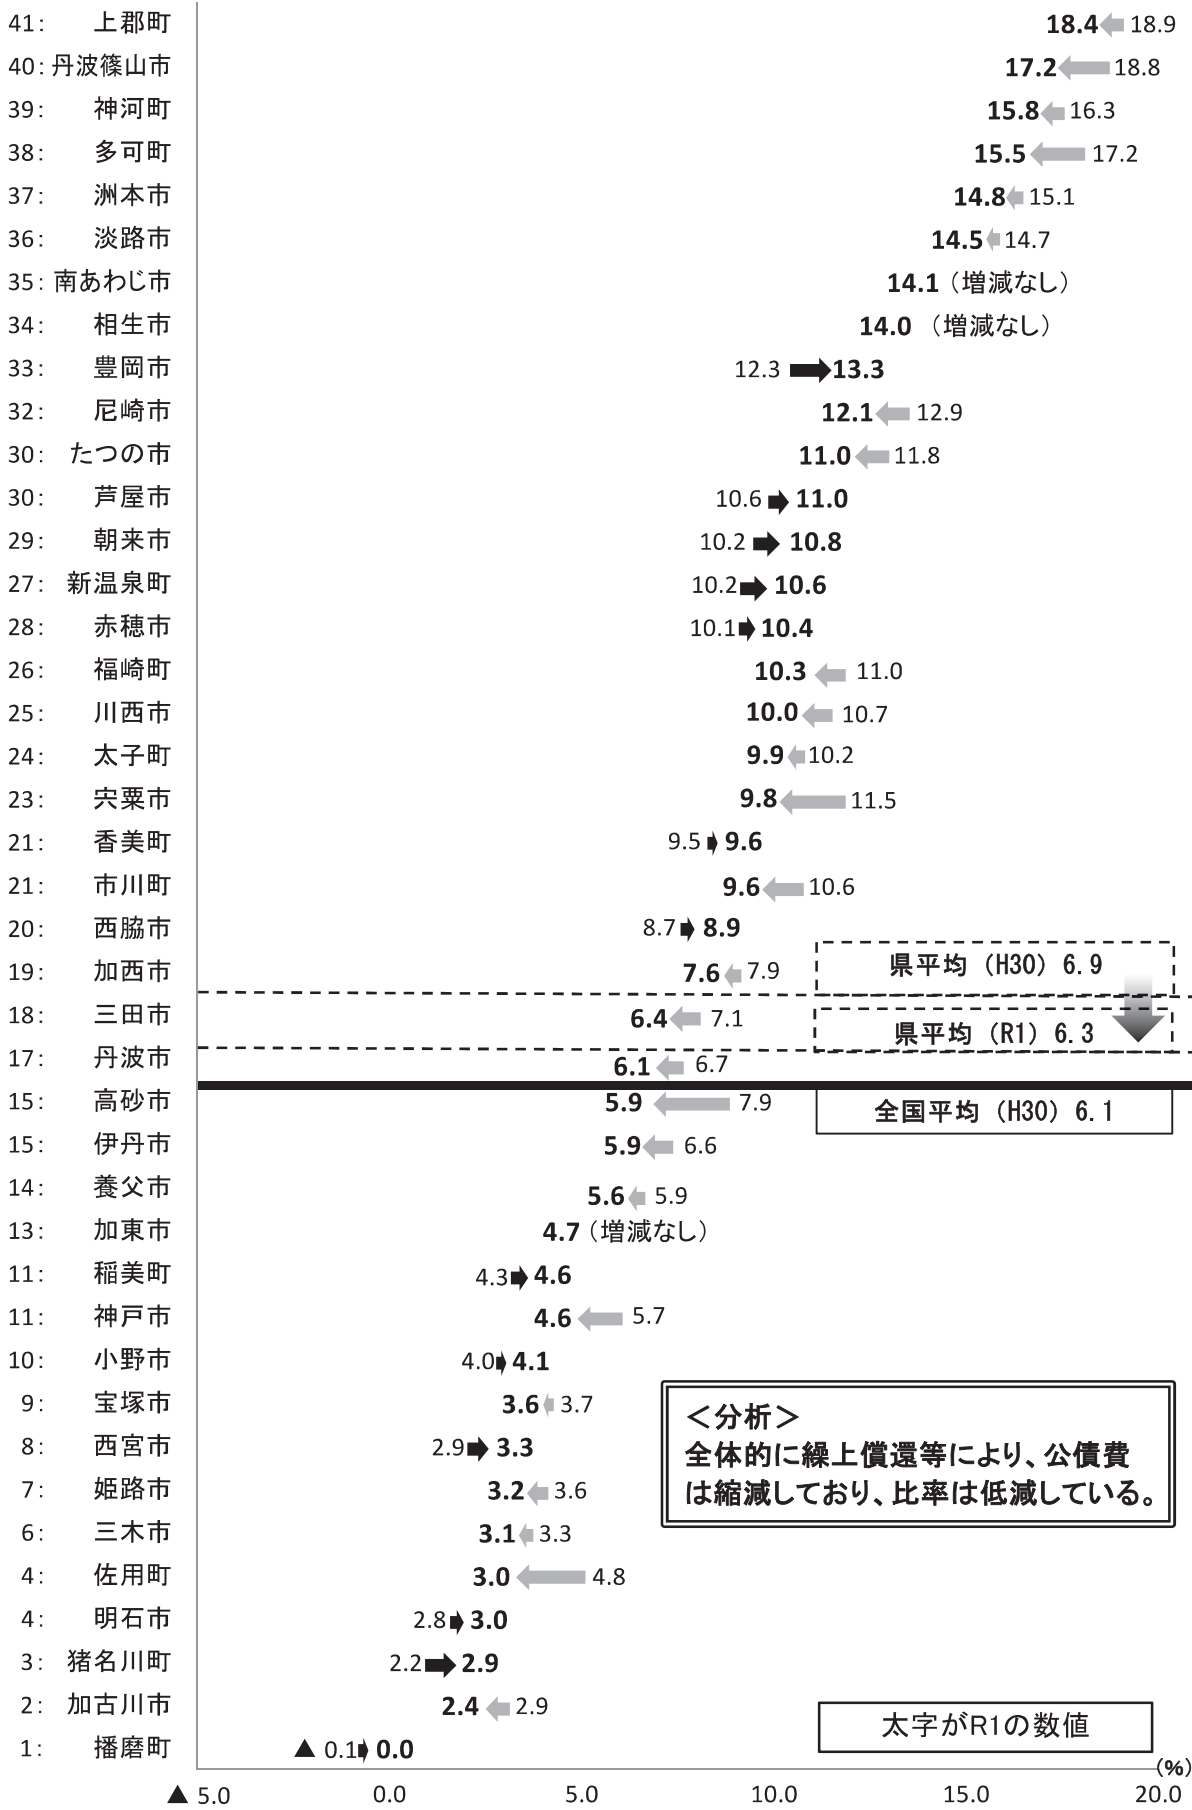 41: 上郡町 18.4 18.9
40: 丹波篠山市 17.2 18.8
39: 神河町 15.8 16.3
38: 多可町 15.5 17.2
37: 洲本市 14.8 15.1
36: 淡路市 14.5 14.7
35: 南あわじ市 14.1 (増減なし)
34: 相生市 14.0 (増減なし)
33: 豊岡市 12.3 13.3
32: 尼崎市 12.1 12.9
30: たつの市 11.0 11.8
30: 芦屋市 10.6 11.0
29: 朝来市 10.2 10.8
27: 新温泉町 10.2 10.6
28: 赤穂市 10.1 10.4
26: 福崎町 10.3 11.0
25: 川西市 10.0 10.7
24: 太子町 9.9 10.2
23: 宍粟市 9.8 11.5
21: 香美町 9.5 9.6
21: 市川町 9.6 10.6
20: 西脇市 8.7 8.9
19: 加西市 7.6 7.9
県平均 (H30) 6.9
18: 三田市 6.4 7.1
県平均 (R1) 6.3
17: 丹波市 6.1 6.7
15: 高砂市 5.9 7.9
全国平均 (H30) 6.1
15: 伊丹市 5.9 6.6
14: 養父市 5.6 5.9
13: 加東市 4.7 (増減なし)
11: 稲美町 4.3 4.6
11: 神戸市 4.6 5.7
10: 小野市 4.0 4.1
9: 宝塚市 3.6 3.7
8: 西宮市 2.9 3.3
7: 姫路市 3.2 3.6
6: 三木市 3.1 3.3
4: 佐用町 3.0 4.8
4: 明石市 2.8 3.0
3: 猪名川町 2.2 2.9
2: 加古川市 2.4 2.9
1: 播磨町 ▲ 0.1 0.0
＜分析＞
全体的に繰上償還等により、公債費
は縮減しており、比率は低減している。
太字がR1の数値
(%)
▲ 5.0 0.0 5.0 10.0 15.0 20.0